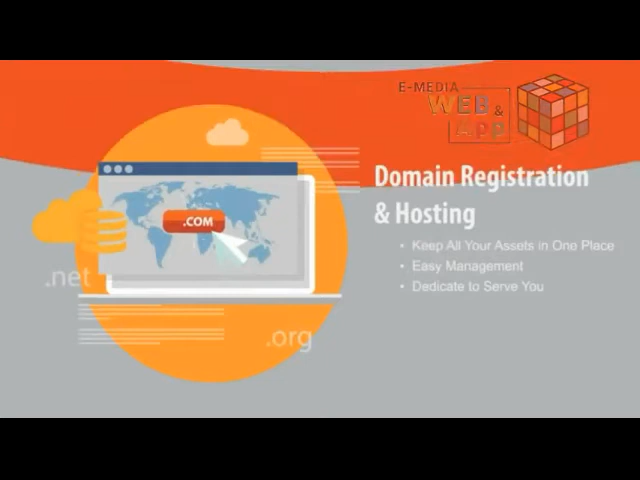 E-MEDIA
WEB &
APP
Domain Registration
& Hosting
• Keep All Your Assets in One Place
• Easy Management
• Dedicate to Serve You
.COM
.net
.org